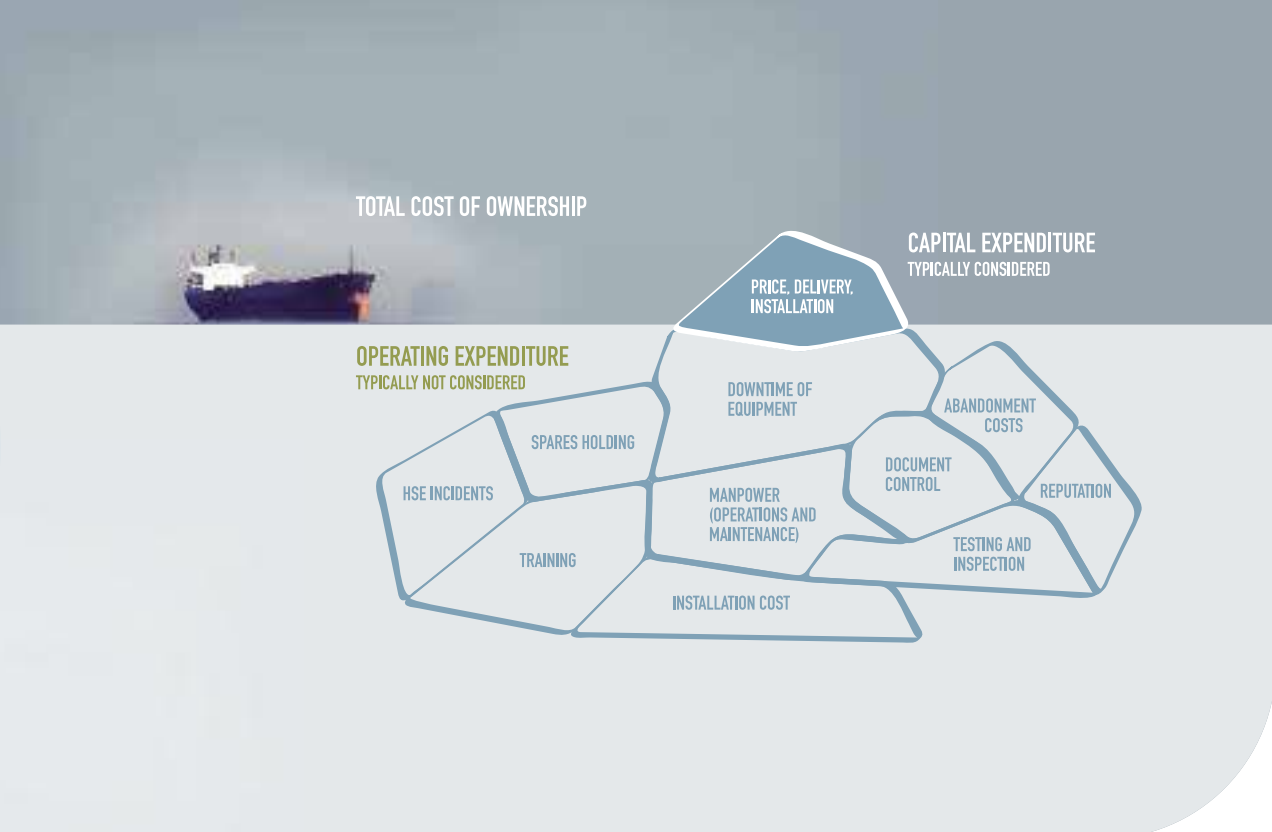 TOTAL COST OF OWNERSHIP
CAPITAL EXPENDITURE
TYPICALLY CONSIDERED
PRICE, DELIVERY,
INSTALLATION
OPERATING EXPENDITURE
TYPICALLY NOT CONSIDERED
DOWNTIME OF
EQUIPMENT
ABANDONMENT
COSTS
SPARES HOLDING
DOCUMENT
CONTROL
HSE INCIDENTS
MANPOWER
(OPERATIONS AND
MAINTENANCE)
REPUTATION
TRAINING
TESTING AND
INSPECTION
INSTALLATION COST